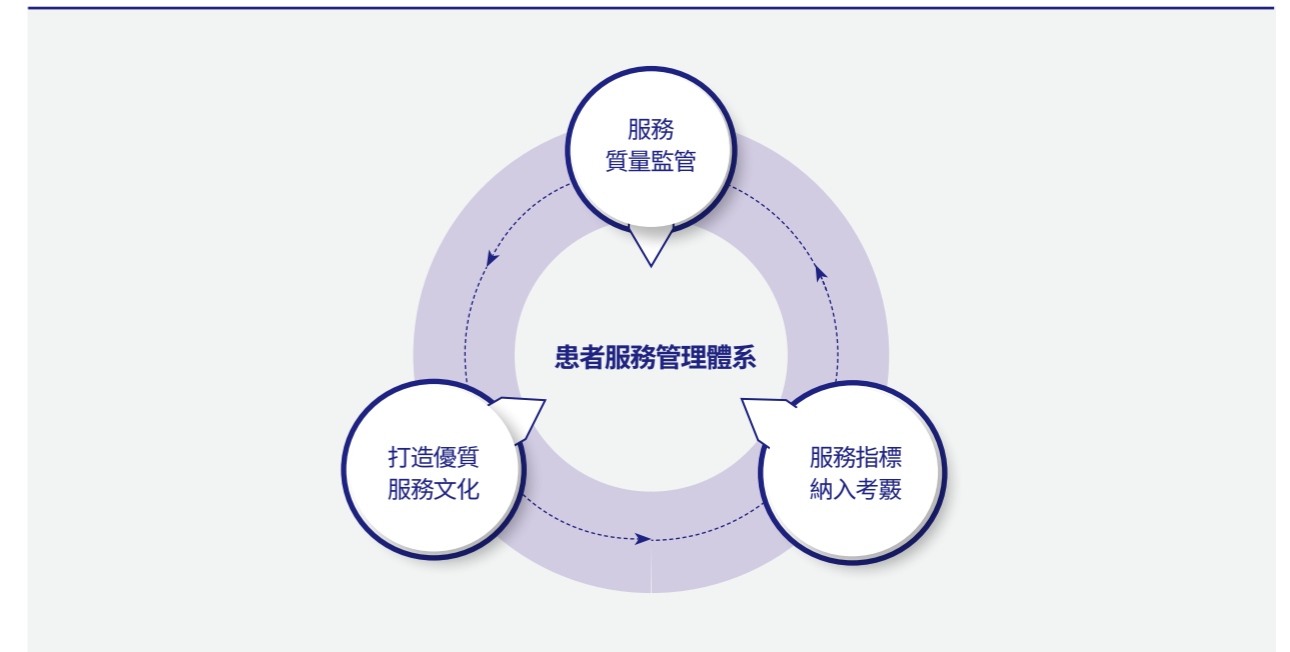 服務
質量監管
患者服務管理體系
打造優質
服務文化
服務指標
納入考覈